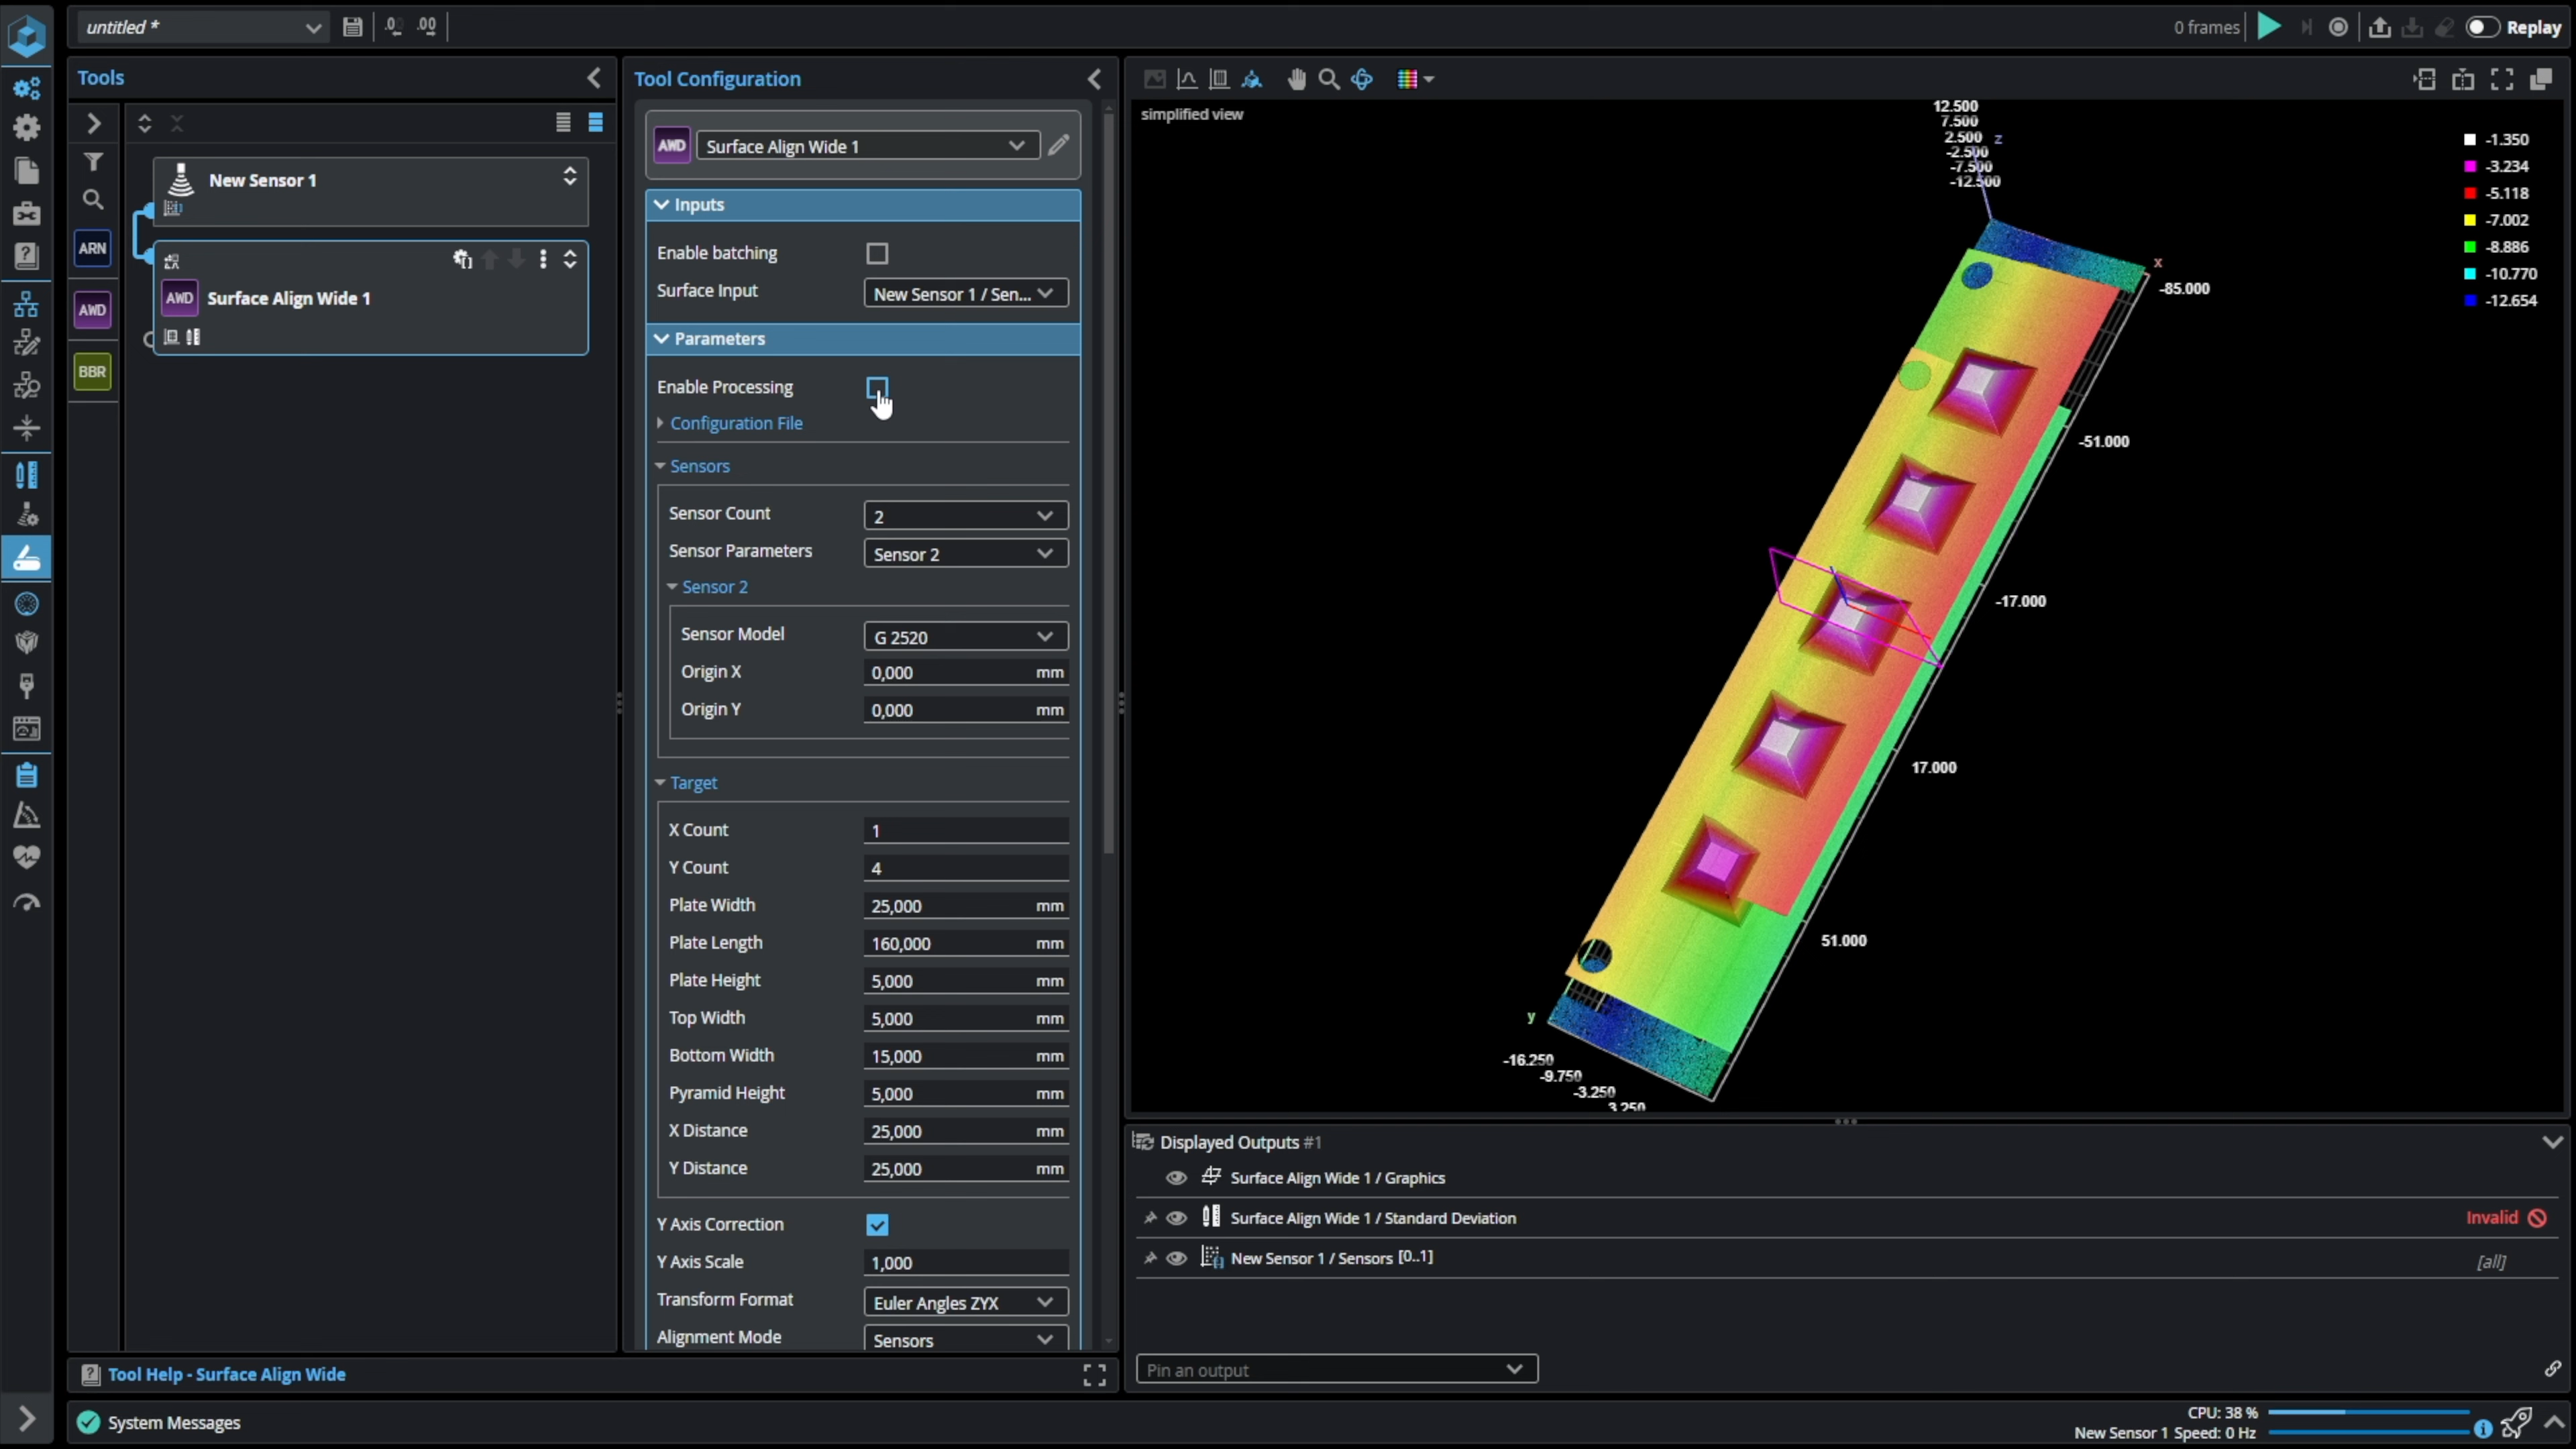 untitled *
.0
.00
0 frames
Replay
Tools
New Sensor 1
AWD
Surface Align Wide 1
ARN
AWD
BBR
Tool Configuration
AWD
Surface Align Wide 1
Inputs
Enable batching
Surface Input
New Sensor 1 / Sen...
Parameters
Enable Processing
Configuration File
Sensors
Sensor Count
2
Sensor Parameters
Sensor 2
Sensor 2
Sensor Model
G 2520
Origin X
0,000 mm
Origin Y
0,000 mm
Target
X Count
1
Y Count
4
Plate Width
25,000 mm
Plate Length
160,000 mm
Plate Height
5,000 mm
Top Width
5,000 mm
Bottom Width
15,000 mm
Pyramid Height
5,000 mm
X Distance
25,000 mm
Y Distance
25,000 mm
Y Axis Correction
Y Axis Scale
1,000
Transform Format
Euler Angles ZYX
Alignment Mode
Sensors
Tool Help - Surface Align Wide
simplified view
12.500
7.500
2.500
z
-2.500
-7.500
-12.500
x
-85.000
-51.000
-17.000
17.000
51.000
y
-16.250
-9.750
-3.250
3.250
-1.350
-3.234
-5.118
-7.002
-8.886
-10.770
-12.654
Displayed Outputs #1
Surface Align Wide 1 / Graphics
Surface Align Wide 1 / Standard Deviation
Invalid
New Sensor 1 / Sensors [0..1]
[all]
Pin an output
System Messages
CPU: 38 %
New Sensor 1 Speed: 0 Hz